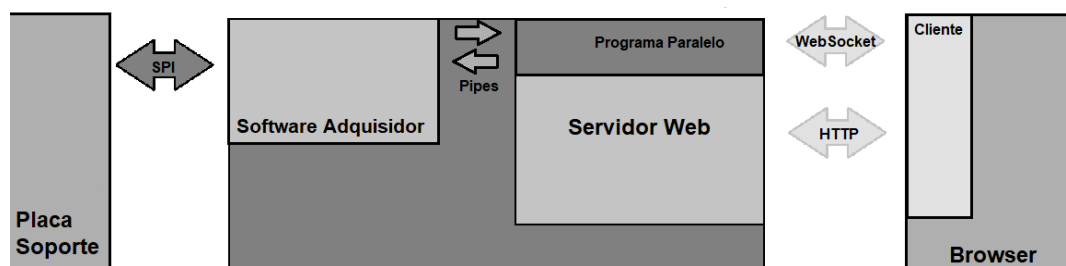 Placa
Soporte
SPI
Software Adquisidor
Pipes
Programa Paralelo
Servidor Web
WebSocket
HTTP
Cliente
Browser